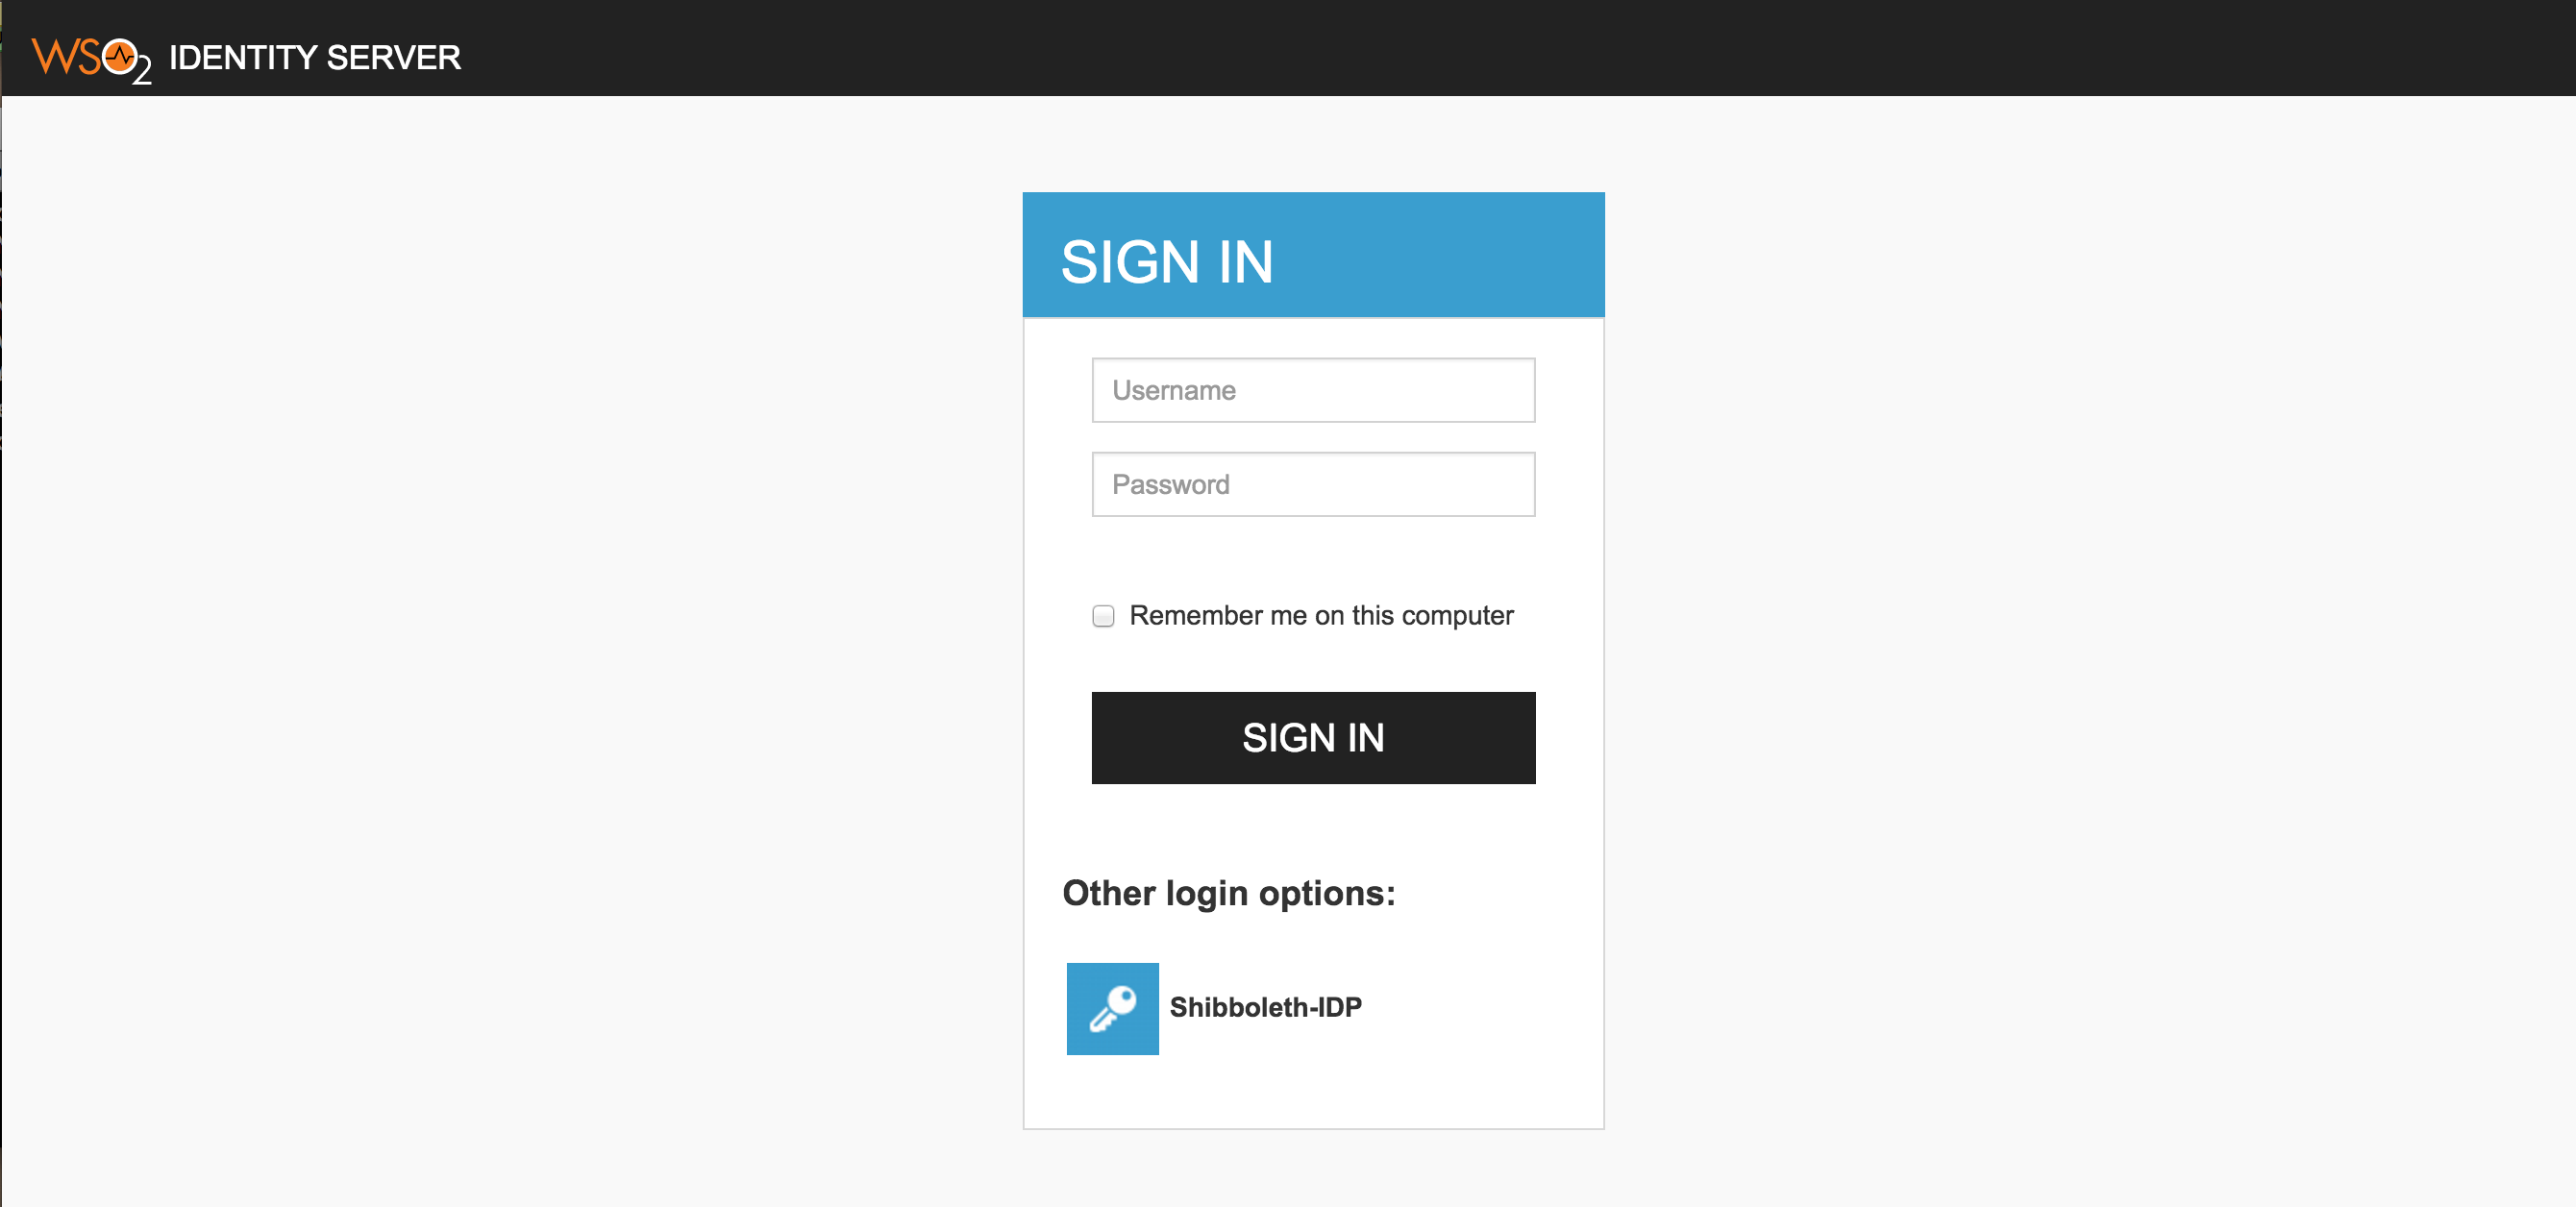 WSO2 IDENTITY SERVER
SIGN IN
Username
Password
Remember me on this computer
SIGN IN
Other login options:
Shibboleth-IDP